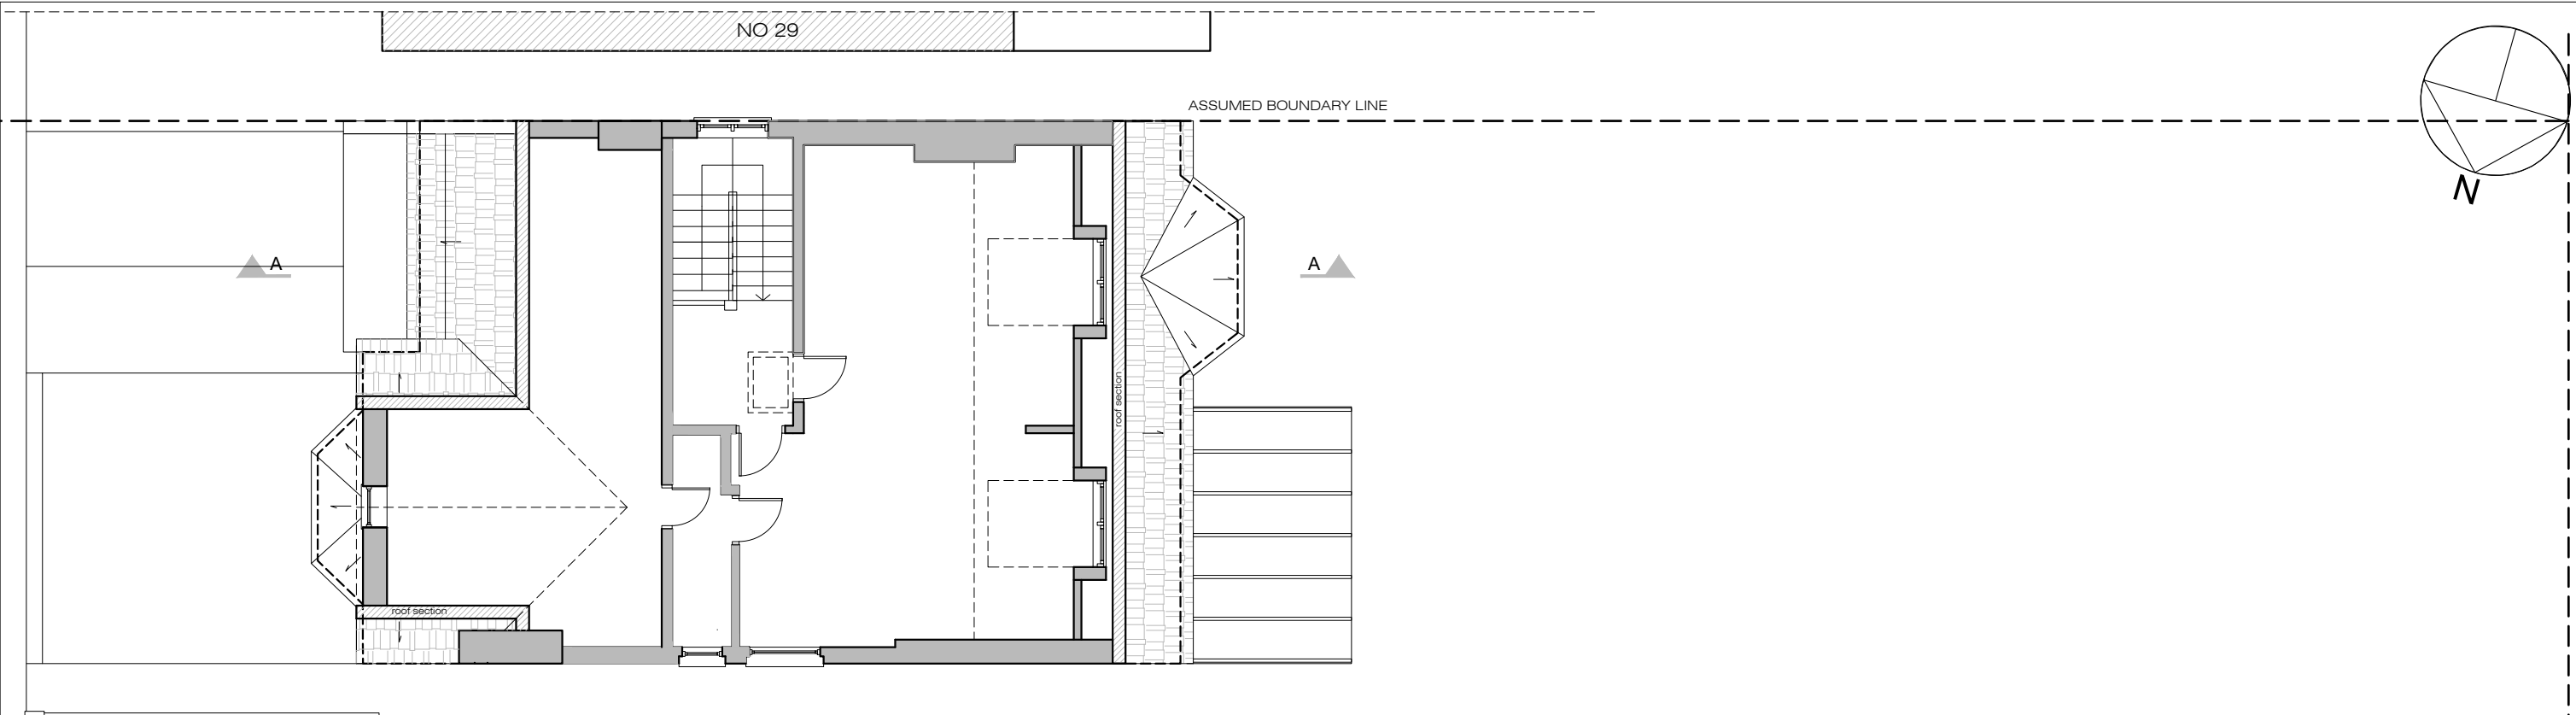 NO 29
ASSUMED BOUNDARY LINE
N
A
A
roof section
roof section